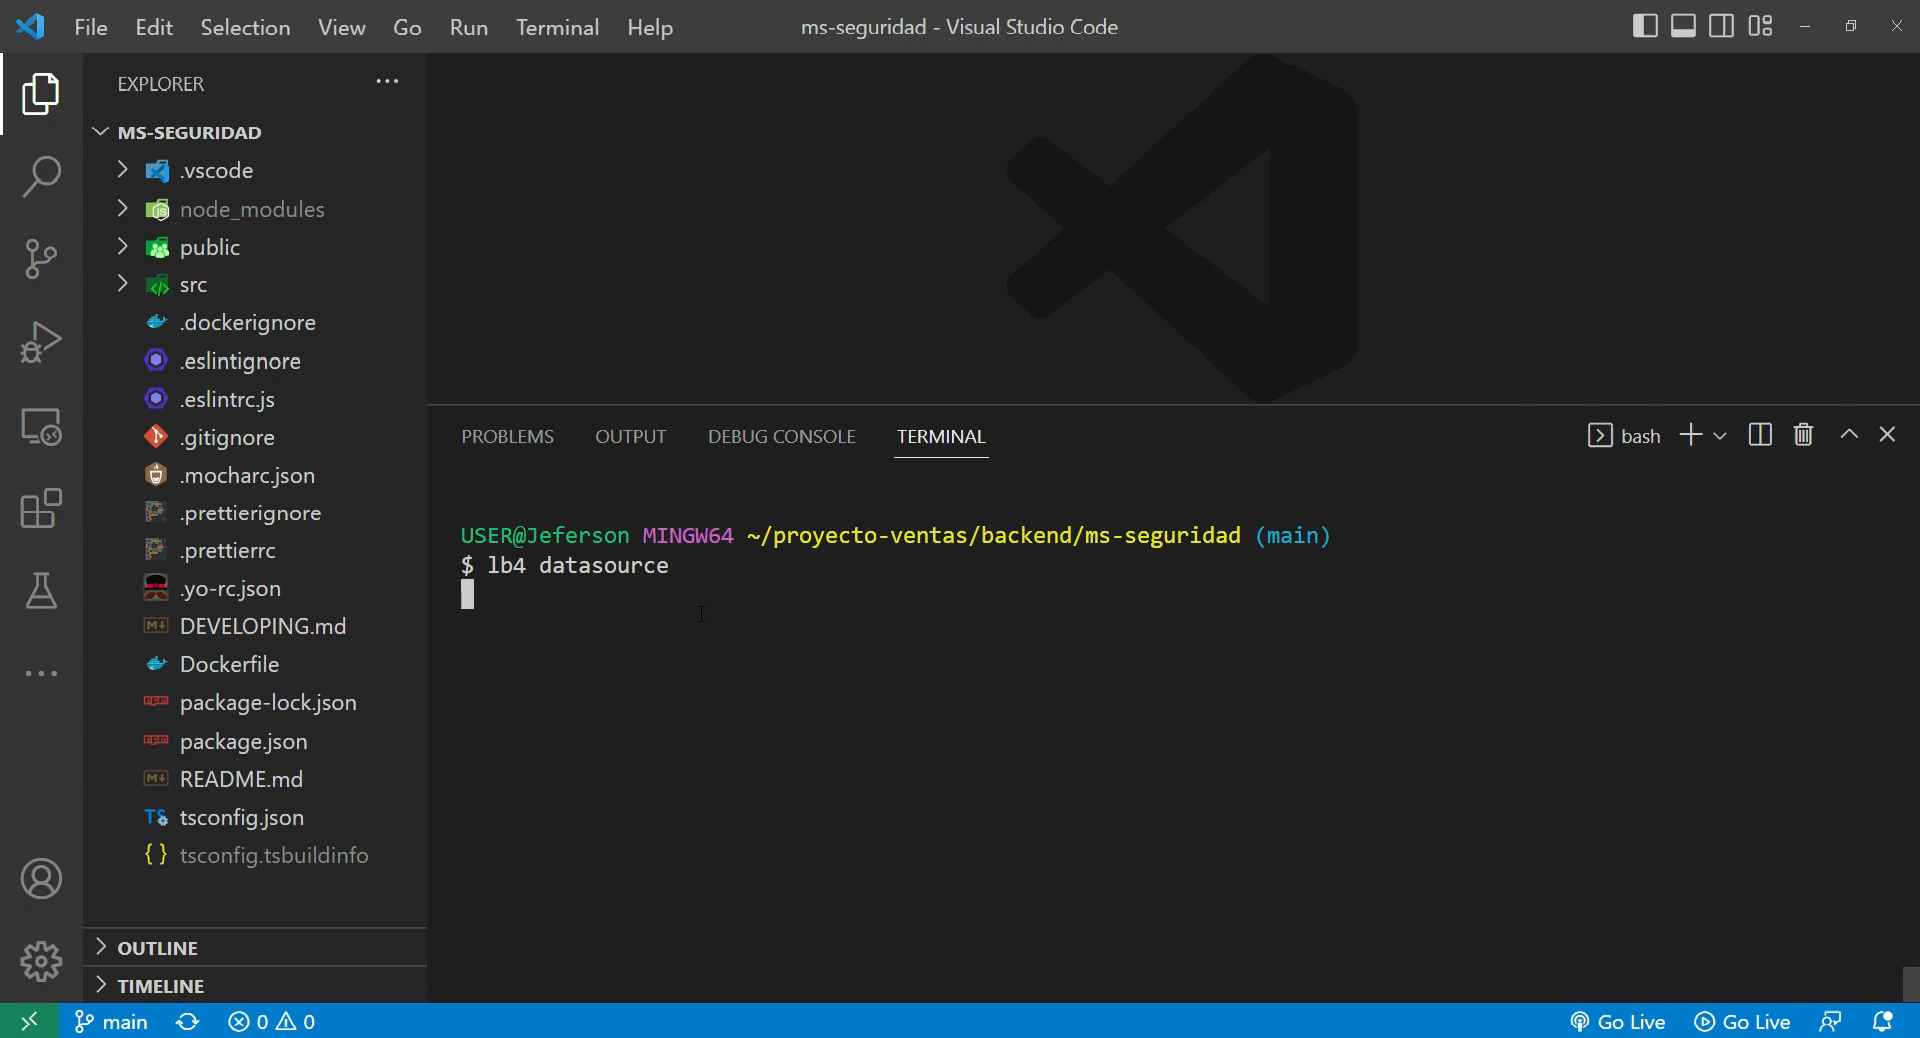 File Edit Selection View Go Run Terminal Help ms-seguridad - Visual Studio Code
EXPLORER
MS-SEGURIDAD
.vscode
node_modules
public
src
.dockerignore
.eslintignore
.eslintrc.js
.gitignore
.mocharc.json
.prettierignore
.prettierrc
.yo-rc.json
DEVELOPING.md
Dockerfile
package-lock.json
package.json
README.md
tsconfig.json
tsconfig.tsbuildinfo
OUTLINE
TIMELINE
PROBLEMS OUTPUT DEBUG CONSOLE TERMINAL bash
USER@Jeferson MINGW64 ~/proyecto-ventas/backend/ms-seguridad (main)
$ lb4 datasource
main 0 0 Go Live Go Live